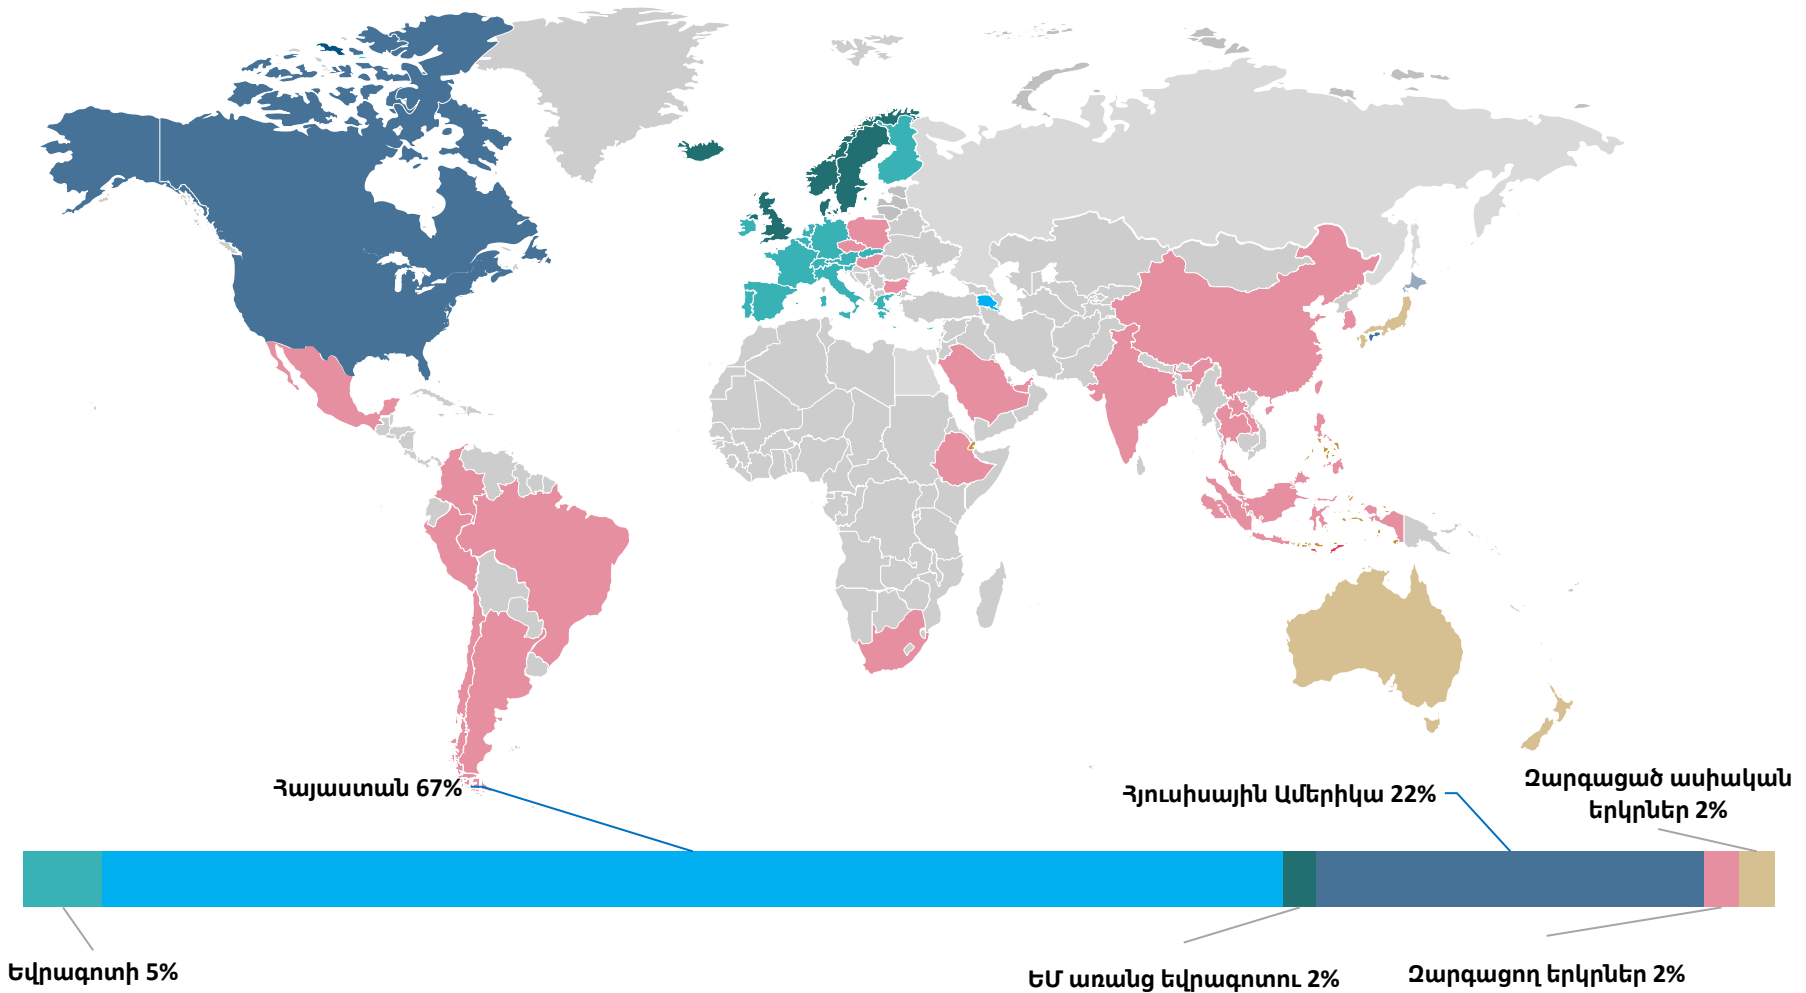 Հայաստան 67%
Հյուսիսային Ամերիկա 22%
Զարգացած ասիական
երկրներ 2%
Եվրագոտի 5%
ԵՄ առանց եվրագոտու 2%
Զարգացող երկրներ 2%